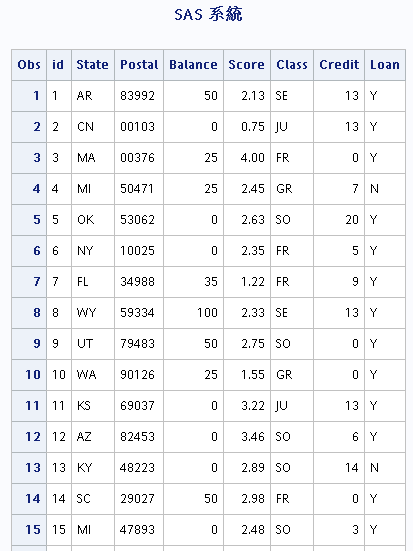 SAS 系統
Obs id State Postal Balance Score Class Credit Loan
1 1 AR 83992 50 2.13 SE 13 Y
2 2 CN 00103 0 0.75 JU 13 Y
3 3 MA 00376 25 4.00 FR 0 Y
4 4 MI 50471 25 2.45 GR 7 N
5 5 OK 53062 0 2.63 SO 20 Y
6 6 NY 10025 0 2.35 FR 5 Y
7 7 FL 34988 35 1.22 FR 9 Y
8 8 WY 59334 100 2.33 SE 13 Y
9 9 UT 79483 50 2.75 SO 0 Y
10 10 WA 90126 25 1.55 GR 0 Y
11 11 KS 69037 0 3.22 JU 13 Y
12 12 AZ 82453 0 3.46 SO 6 Y
13 13 KY 48223 0 2.89 SO 14 N
14 14 SC 29027 50 2.98 FR 0 Y
15 15 MI 47893 0 2.48 SO 3 Y